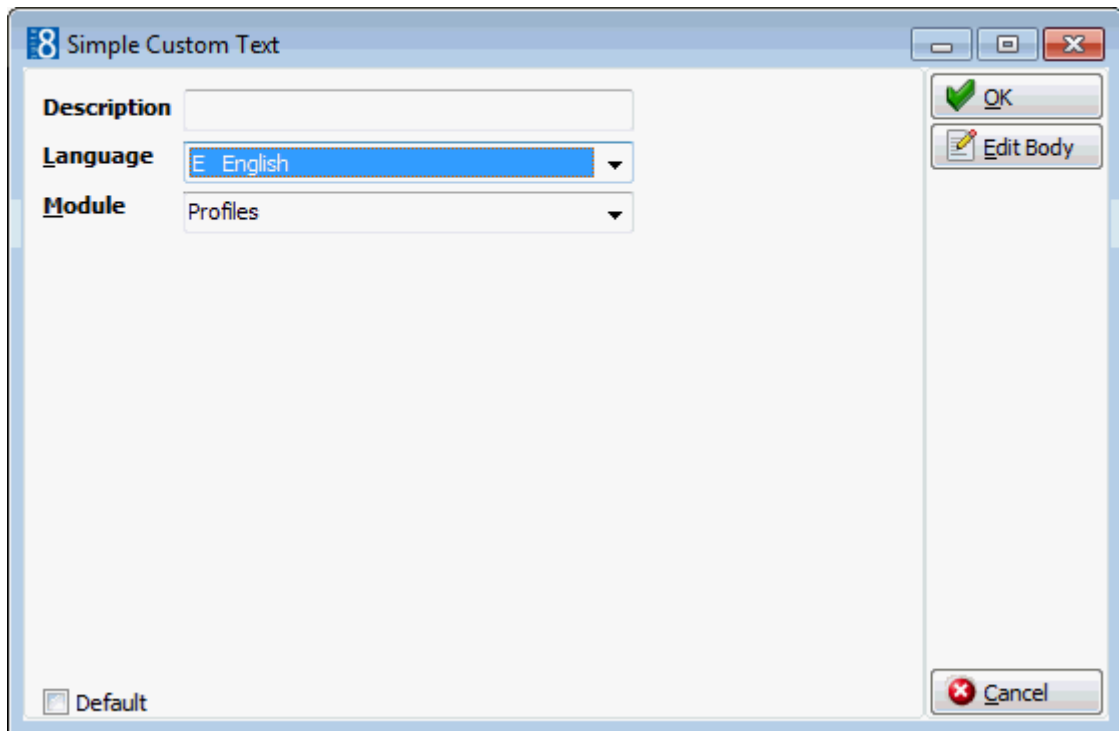 8 Simple Custom Text
Description
OK
Language
E English
Edit Body
Module
Profiles
Default
Cancel